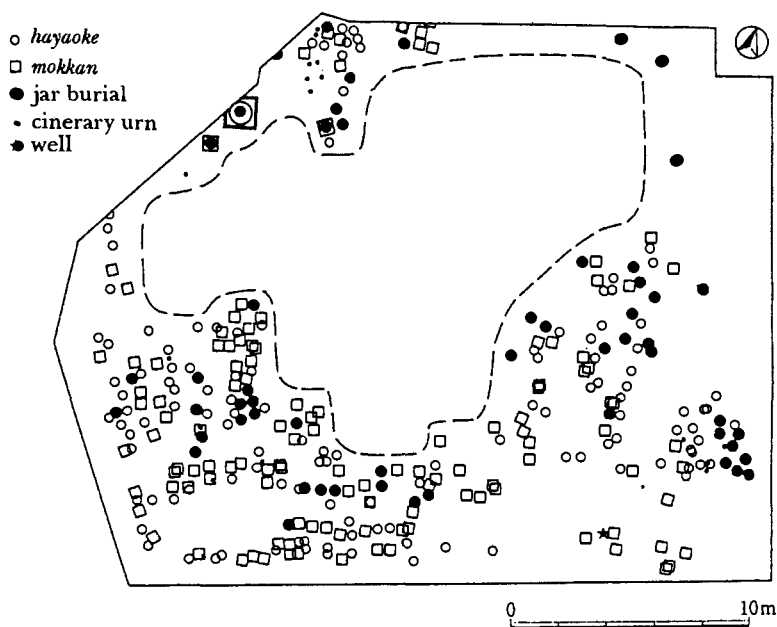 hayaoke
mokkan
jar burial
cinerary urn
well
0 10m